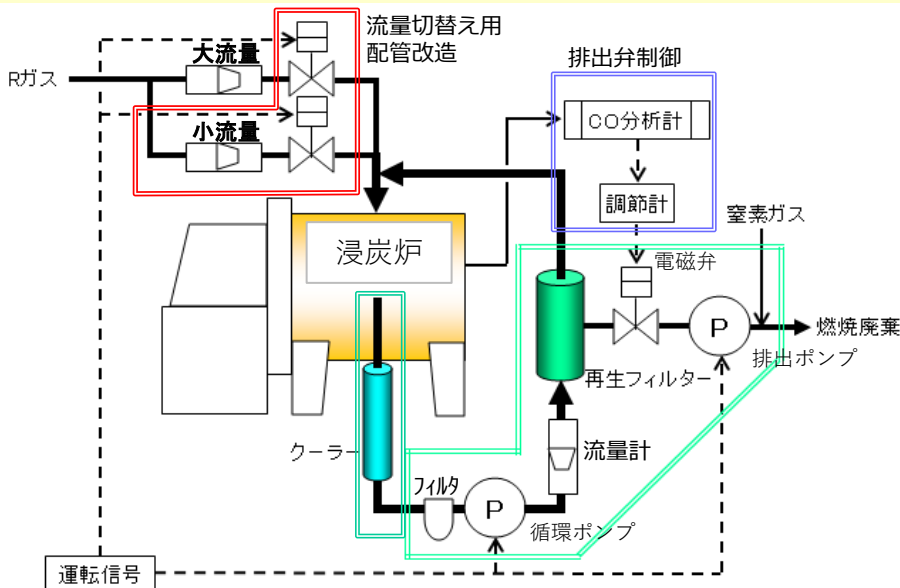 流量切替え用
配管改造
大流量
Rガス
小流量
排出弁制御
CO分析計
調節計
窒素ガス
浸炭炉
電磁弁
P
燃焼廃棄
排出ポンプ
再生フィルター
クーラー
流量計
フィルタ
P
循環ポンプ
運転信号